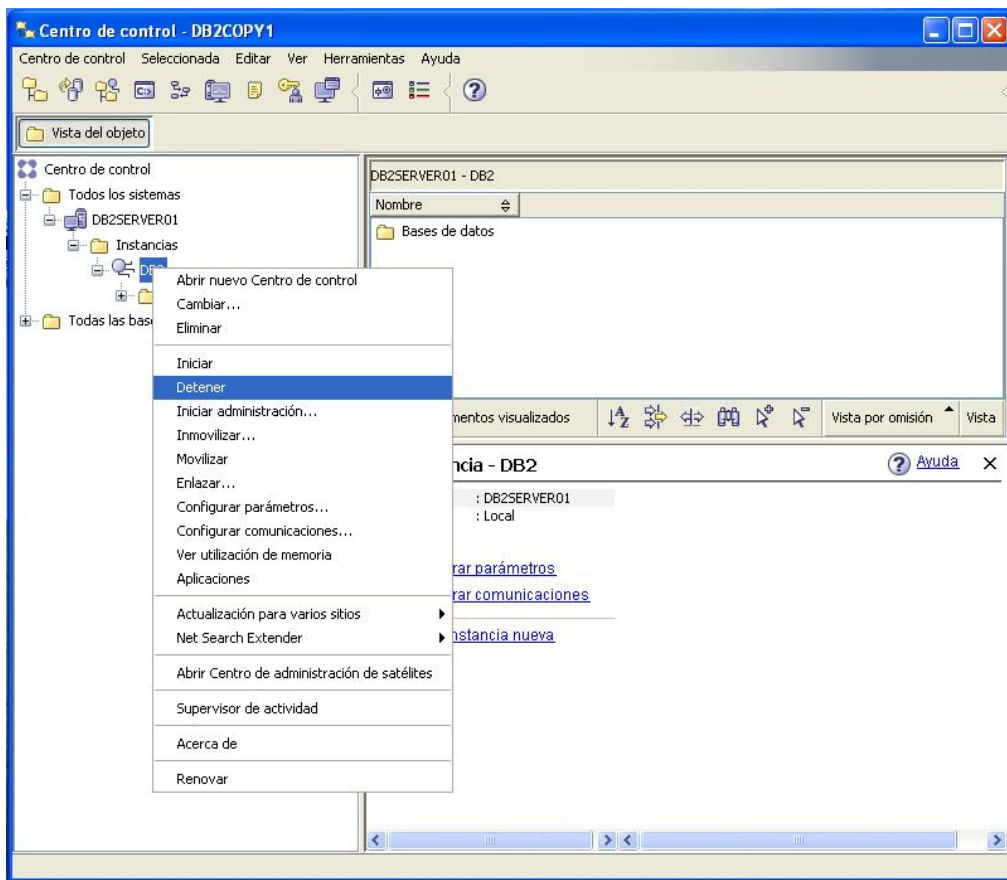 Centro de control - DB2COPY1
Centro de control Seleccionada Editar Ver Herramientas Ayuda
Vista del objeto
Centro de control
Todos los sistemas
DB2SERVER01
Instancias
DB2
Todas las bas
DB2SERVER01 - DB2
Nombre
Bases de datos
Abrir nuevo Centro de control
Cambiar...
Eliminar
Iniciar
Detener
Iniciar administración...
Inmovilizar...
Movilizar
Enlazar...
Configurar parámetros...
Configurar comunicaciones...
Ver utilización de memoria
Aplicaciones
Actualización para varios sitios
Net Search Extender
Abrir Centro de administración de satélites
Supervisor de actividad
Acerca de
Renovar
mentos visualizados
Vista por omisión Vista
ncia - DB2
Ayuda
: DB2SERVER01
: Local
rar parámetros
rar comunicaciones
nstancia nueva